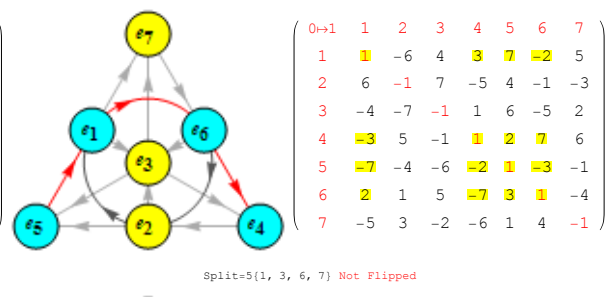 e7
e1
e6
e3
e5
e2
e4
0↦1 1 2 3 4 5 6 7
1 1 −6 4 3 7 −2 5
2 6 −1 7 −5 4 −1 −3
3 −4 −7 −1 1 6 −5 2
4 −3 5 −1 1 2 7 6
5 −7 −4 −6 −2 1 −3 −1
6 2 1 5 −7 3 1 −4
7 −5 3 −2 −6 1 4 −1
Split=5{1, 3, 6, 7} Not Flipped